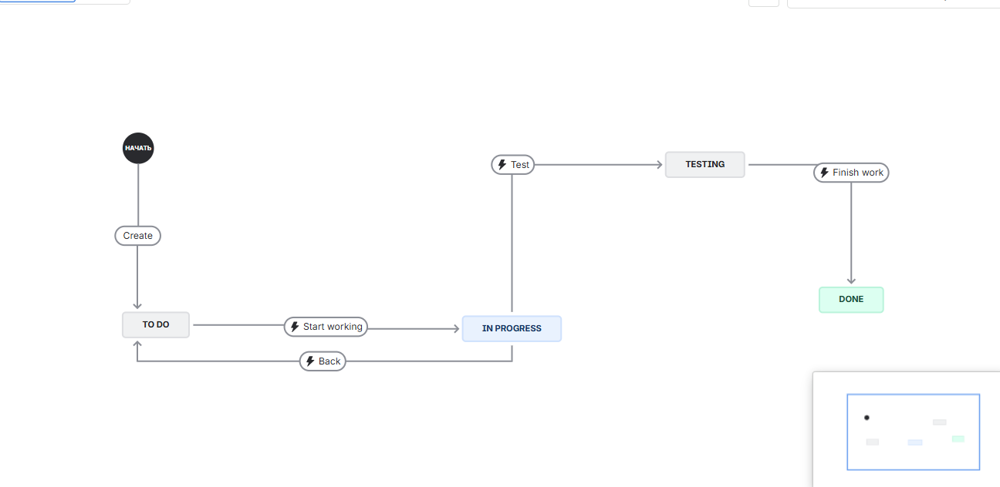 НАЧАТЬ
Test
TESTING
Finish work
Create
DONE
TO DO
Start working
IN PROGRESS
Back